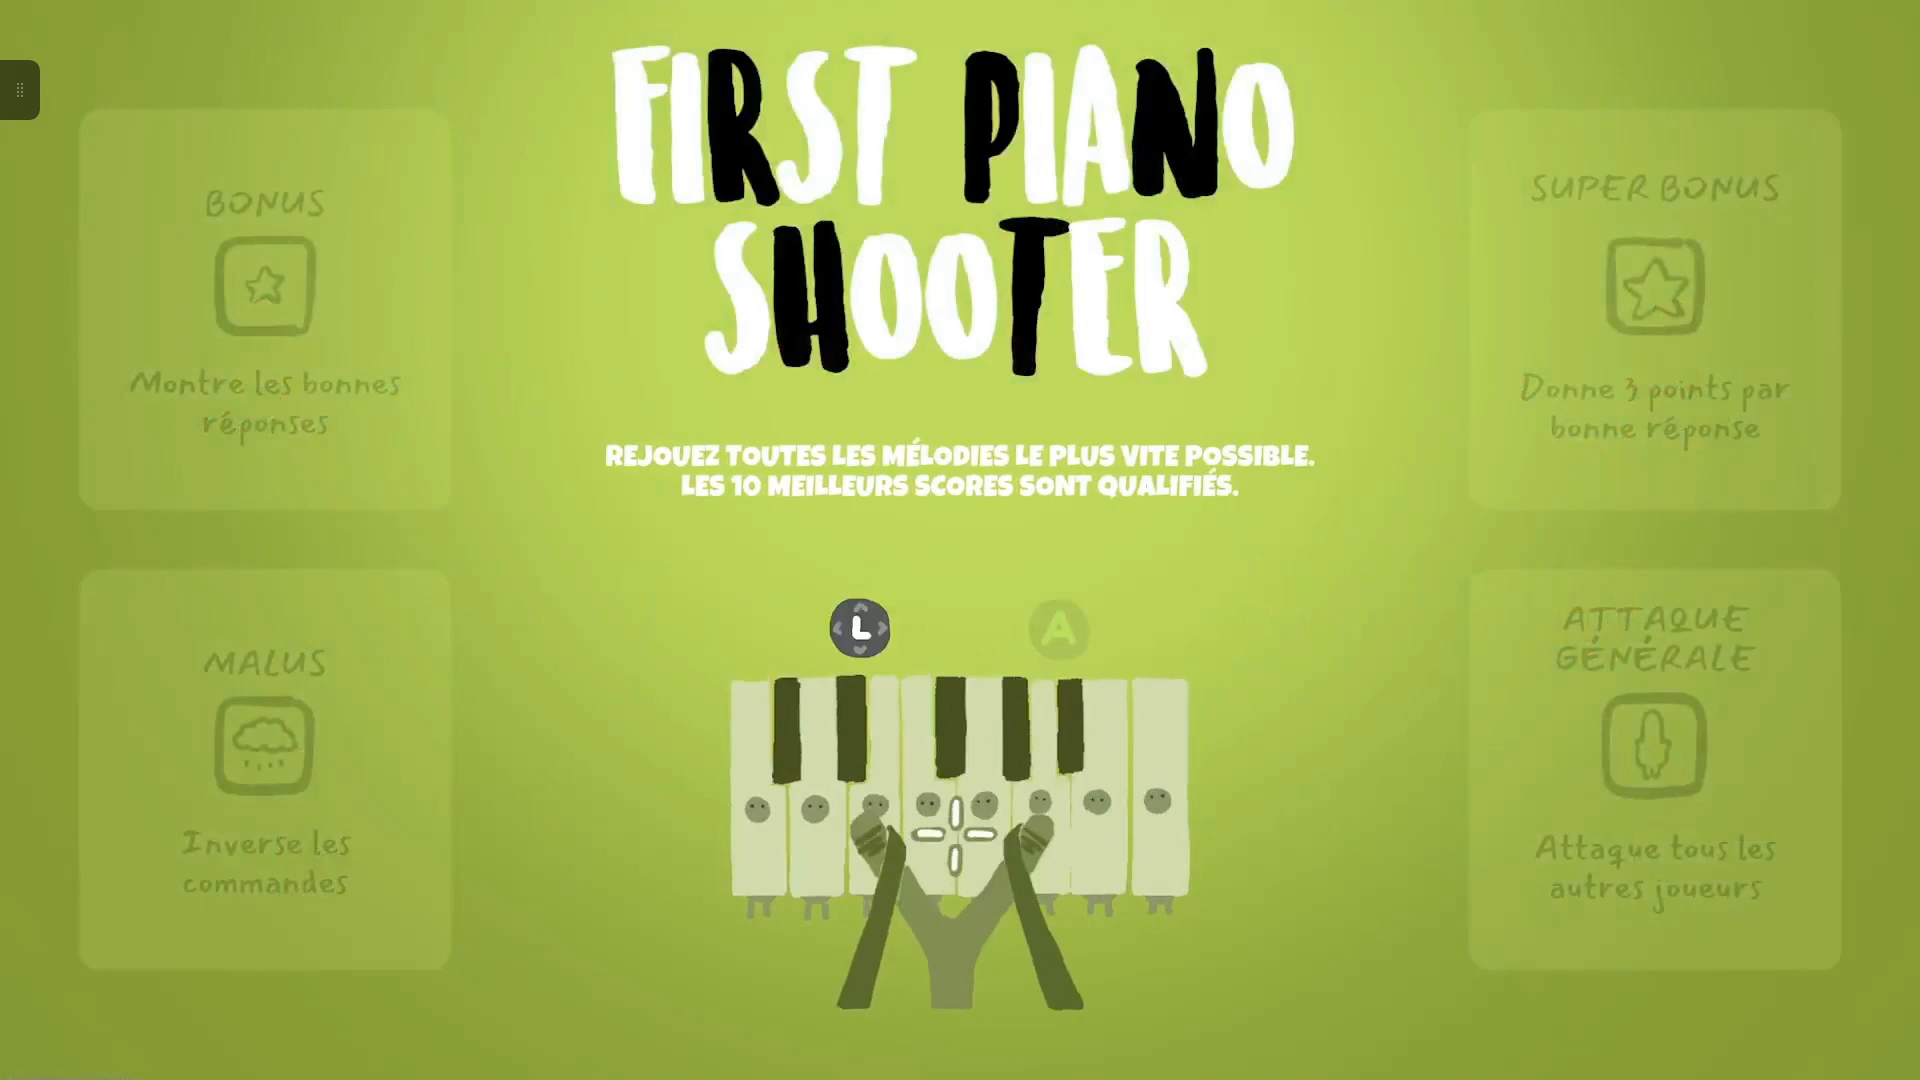 FIRST PIANO
SHOOTER
REJOUEZ TOUTES LES MÉLODIES LE PLUS VITE POSSIBLE.
LES 10 MEILLEURS SCORES SONT QUALIFIÉS.
BONUS
Montre les bonnes
réponses
MALUS
Inverse les
commandes
L
A
SUPER BONUS
Donne 3 points par
bonne réponse
ATTAQUE
GÉNÉRALE
Attaque tous les
autres joueurs